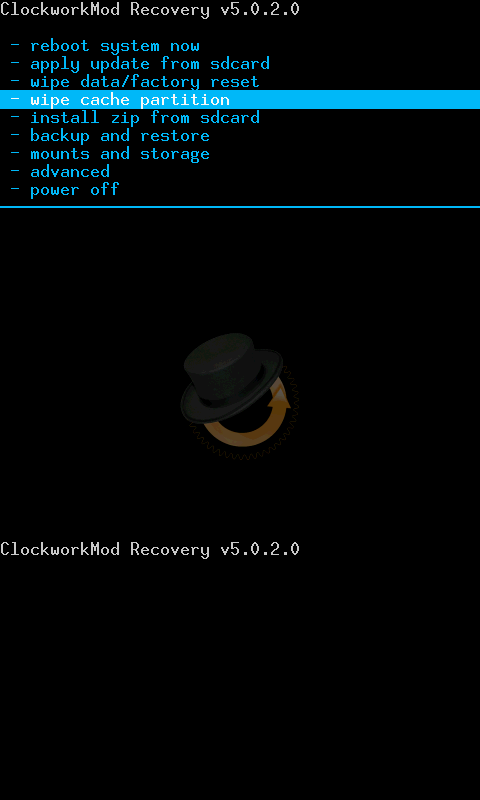 ClockworkMod Recovery v5.0.2.0
- reboot system now
- apply update from sdcard
- wipe data/factory reset
- wipe cache partition
- install zip from sdcard
- backup and restore
- mounts and storage
- advanced
- power off
ClockworkMod Recovery v5.0.2.0